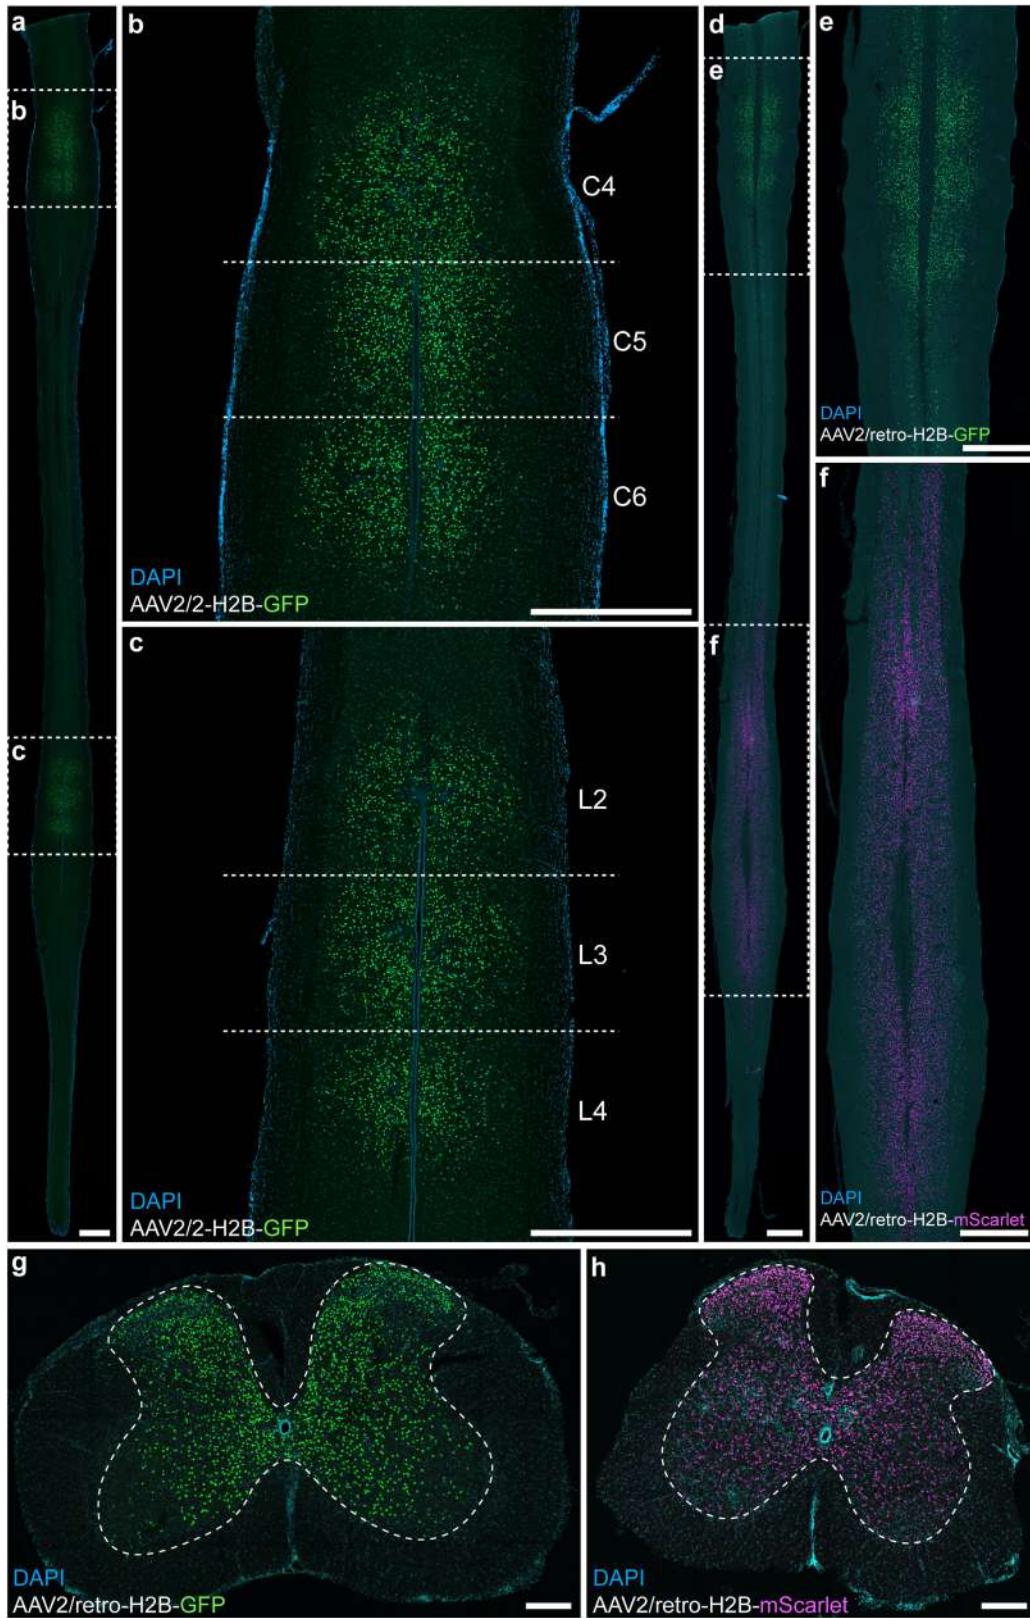 a
b
c
b
C4
C5
C6
DAPI
AAV2/2-H2B-GFP
c
L2
L3
L4
DAPI
AAV2/2-H2B-GFP
d
e
f
e
DAPI
AAV2/retro-H2B-GFP
f
DAPI
AAV2/retro-H2B-mScarlet
g
DAPI
AAV2/retro-H2B-GFP
h
DAPI
AAV2/retro-H2B-mScarlet